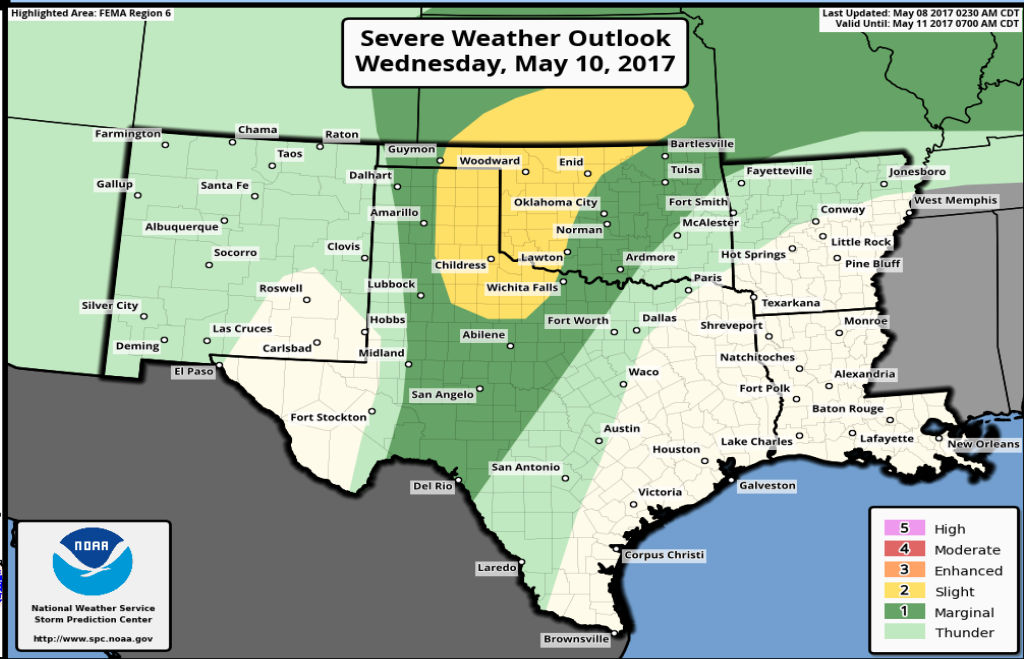 Highlighted Area: FEMA Region 6
Last Updated: May 08 2017 0230 AM CDT
Valid Until: May 11 2017 0700 AM CDT
Severe Weather Outlook
Wednesday, May 10, 2017
Farmington
Chama
Raton
Taos
Guymon
Woodward
Enid
Bartlesville
Tulsa
Fayetteville
Jonesboro
Gallup
Santa Fe
Dalhart
Oklahoma City
Fort Smith
West Memphis
Albuquerque
Amarillo
Norman
McAlester
Conway
Socorro
Clovis
Childress
Lawton
Ardmore
Hot Springs
Little Rock
Pine Bluff
Silver City
Roswell
Lubbock
Wichita Falls
Paris
Texarkana
Las Cruces
Hobbs
Fort Worth
Dallas
Shreveport
Monroe
Deming
Carlsbad
Midland
Abilene
Natchitoches
El Paso
Waco
Alexandria
Fort Polk
San Angelo
Baton Rouge
Fort Stockton
Austin
Houston
Lake Charles
Lafayette
New Orleans
Del Rio
San Antonio
Victoria
Galveston
Laredo
Corpus Christi
Brownsville
NOAA
National Weather Service
Storm Prediction Center
http://www.spc.noaa.gov
5 High
4 Moderate
3 Enhanced
2 Slight
1 Marginal
Thunder